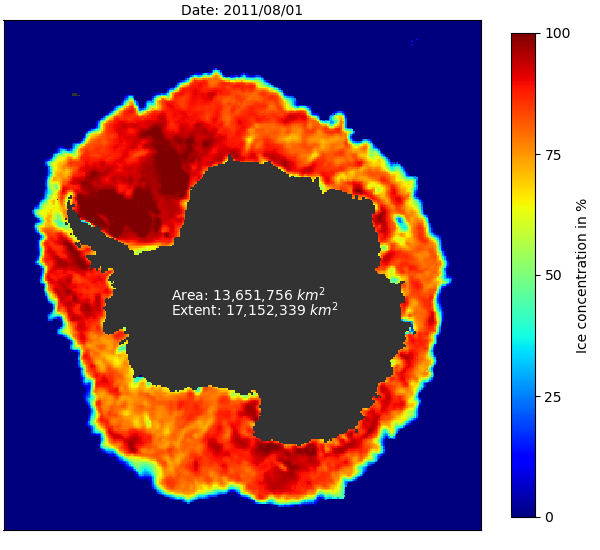 Date: 2011/08/01
Area: 13,651,756 km²
Extent: 17,152,339 km²
100
75
50
25
0
Ice concentration in %